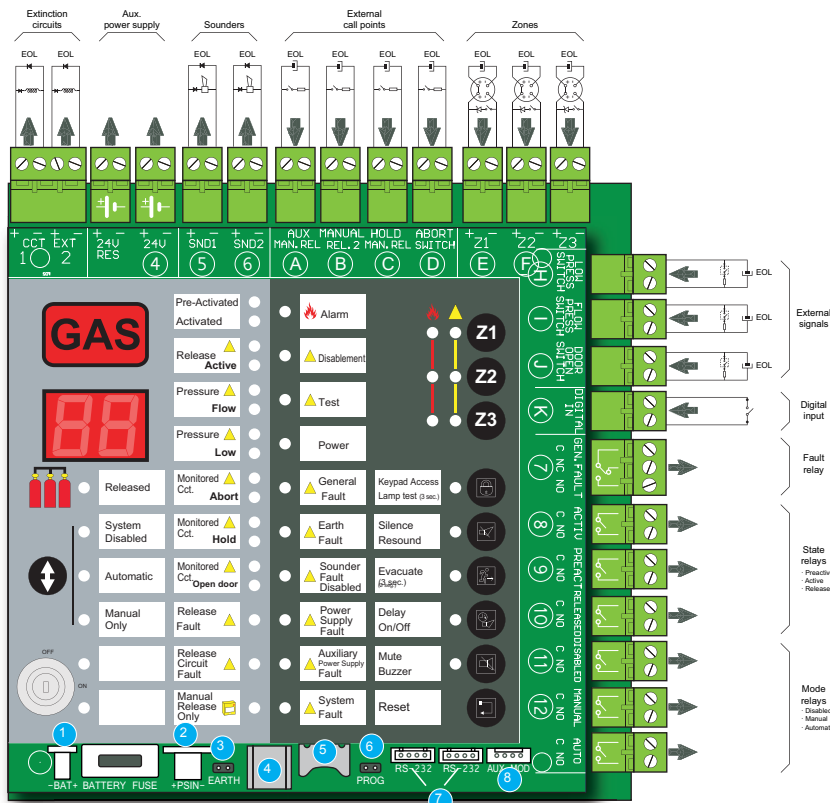 Extinction
circuits
Aux.
power supply
Sounders
External
call points
Zones
EOL EOL EOL EOL EOL EOL EOL EOL EOL EOL EOL
+ - + - + - + - + - + - + -
CCT EXT
1 2
24V
RES
24V
4
SND1
5
SND2
6
AUX
MAN.REL
A
MANUAL
REL.2
B
HOLD
MAN.REL
C
ABORT
SWITCH
D
Z1
E
Z2
F
Z3
LOW
PRESS
SWITCH
H
FLOW
PRESS
SWITCH
I
DOOR
OPEN
J
DIGITAL
IN
K
GEN.FAULT
C NC NO
7
ACTIV
C NO
8
PREACT
C NO
9
RELEASED
C NO
10
DISABLED
C NO
11
MANUAL
C NO
12
AUTO
C NO
EOL
EOL
EOL
External
signals
Digital
input
Fault
relay
State
relays
· Preactiv
· Active
· Release
Mode
relays
· Disabled
· Manual
· Automat
GAS
88
Pre-Activated
Activated
Release
Active
Pressure
Flow
Pressure
Low
Monitored
Cct.
Abort
Monitored
Cct.
Hold
Monitored
Cct.
Open door
Release
Fault
Release
Circuit
Fault
Manual
Release
Only
Released
System
Disabled
Automatic
Manual
Only
OFF
ON
Alarm
Disablement
Test
Power
General
Fault
Earth
Fault
Sounder
Fault
Disabled
Power
Supply
Fault
Auxiliary
Power Supply
Fault
System
Fault
Keypad Access
Lamp test (3 sec.)
Silence
Resound
Evacuate
(3 sec.)
Delay
On/Off
Mute
Buzzer
Reset
Z1
Z2
Z3
1
-BAT+
BATTERY FUSE
2
+PSIN-
3
EARTH
4
5
6
PROG
RS-232 RS-232
7
AUX MOD
8